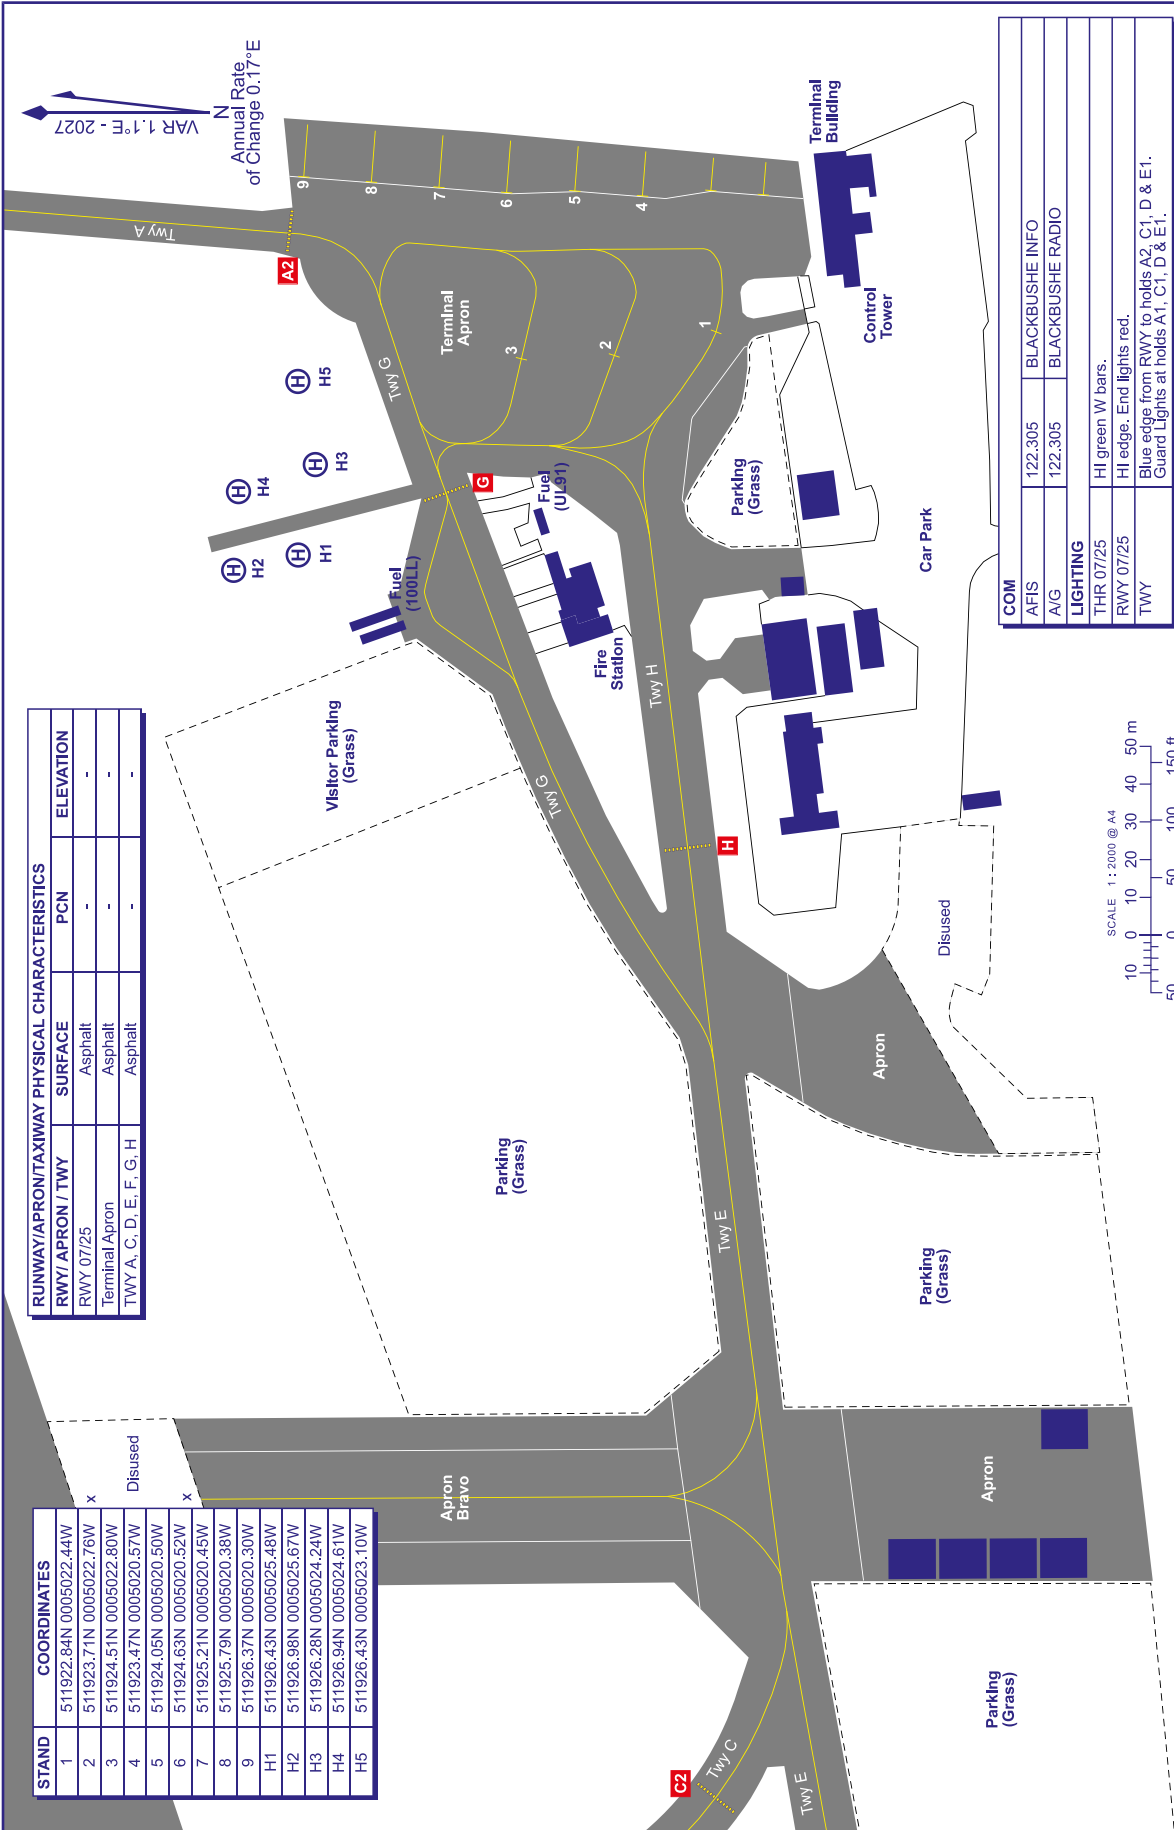 STAND COORDINATES
1 511922.84N 0005022.44W
2 511923.71N 0005022.76W
3 511924.51N 0005022.80W
4 511923.47N 0005020.57W
5 511924.05N 0005020.50W
6 511924.63N 0005020.52W
7 511925.21N 0005020.45W
8 511925.79N 0005020.38W
9 511926.37N 0005020.30W
H1 511926.43N 0005025.48W
H2 511926.98N 0005025.67W
H3 511926.28N 0005024.24W
H4 511926.94N 0005024.61W
H5 511926.43N 0005023.10W
RUNWAY/APRON/TAXIWAY PHYSICAL CHARACTERISTICS
RWY/ APRON / TWY SURFACE PCN ELEVATION
RWY 07/25 Asphalt - -
Terminal Apron Asphalt - -
TWY A, C, D, E, F, G, H Asphalt - -
VAR 1.1°E - 2027
N
Annual Rate
of Change 0.17°E
Disused
x
x
Apron
Bravo
C2
Twy C
Twy E
Parking
(Grass)
Apron
Parking
(Grass)
Twy E
Parking
(Grass)
Apron
Disused
Visitor Parking
(Grass)
Twy G
Twy H
H
Fuel
(100LL)
Fire
Station
Fuel
(UL91)
G
H
H2
H
H1
H
H4
H
H3
H
H5
Twy G
A2
Twy A
Terminal
Apron
3
2
1
9
8
7
6
5
4
Parking
(Grass)
Car Park
Control
Tower
Terminal
Building
SCALE 1 : 2000 @ A4
10 0 10 20 30 40 50 m
50 0 50 100 150 ft
COM
AFIS 122.305 BLACKBUSHE INFO
A/G 122.305 BLACKBUSHE RADIO
LIGHTING
THR 07/25 HI green W bars.
RWY 07/25 HI edge. End lights red.
TWY Blue edge from RWY to holds A2, C1, D & E1.
Guard Lights at holds A1, C1, D & E1.